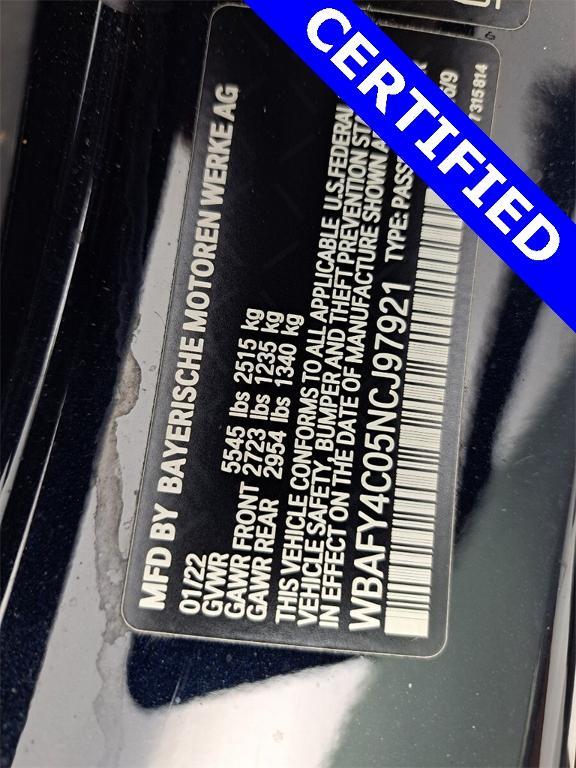 CERTIFIED
MFD BY BAYERISCHE MOTOREN WERKE AG
01/22
GVWR 5545 lbs 2515 kg
GAWR FRONT 2723 lbs 1235 kg
GAWR REAR 2954 lbs 1340 kg
THIS VEHICLE CONFORMS TO ALL APPLICABLE U.S.FEDERAL
VEHICLE SAFETY, BUMPER AND THEFT PREVENTION
IN EFFECT ON THE DATE OF MANUFACTURE SHOWN
WBAFY4C05NCJ97921 TYPE:
315814